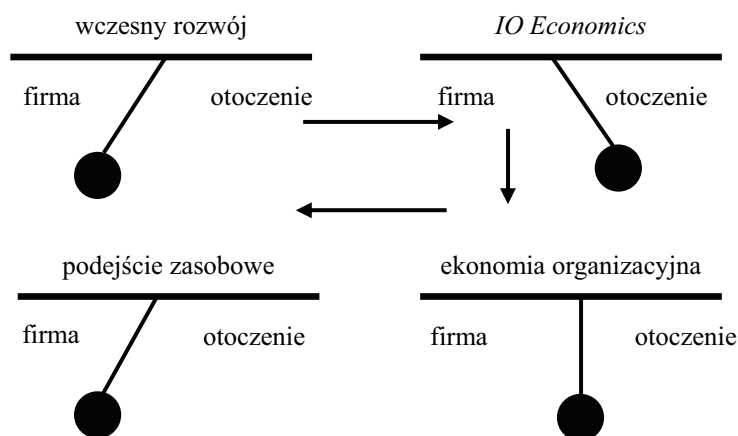 wczesny rozwój
IO Economics
firma
otoczenie
firma
otoczenie
podejście zasobowe
ekonomia organizacyjna
firma
otoczenie
firma
otoczenie